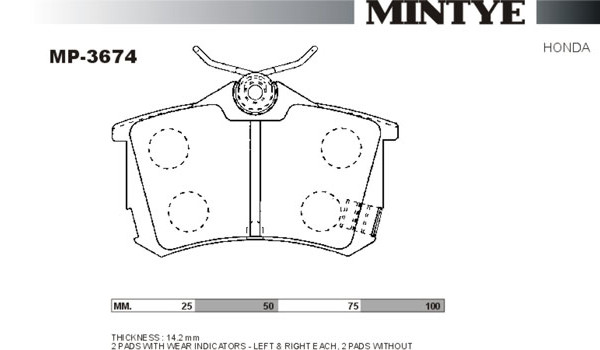 MINTYE
MP-3674
HONDA
MM. 25 50 75 100
THICKNESS : 14.2 mm
2 PADS WITH WEAR INDICATORS - LEFT & RIGHT EACH, 2 PADS WITHOUT